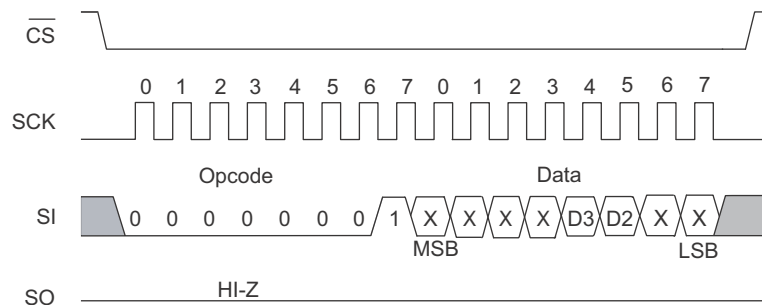 CS
0 1 2 3 4 5 6 7 0 1 2 3 4 5 6 7
SCK
Opcode Data
SI 0 0 0 0 0 0 0 1 X X X X D3 D2 X X
MSB LSB
HI-Z
SO